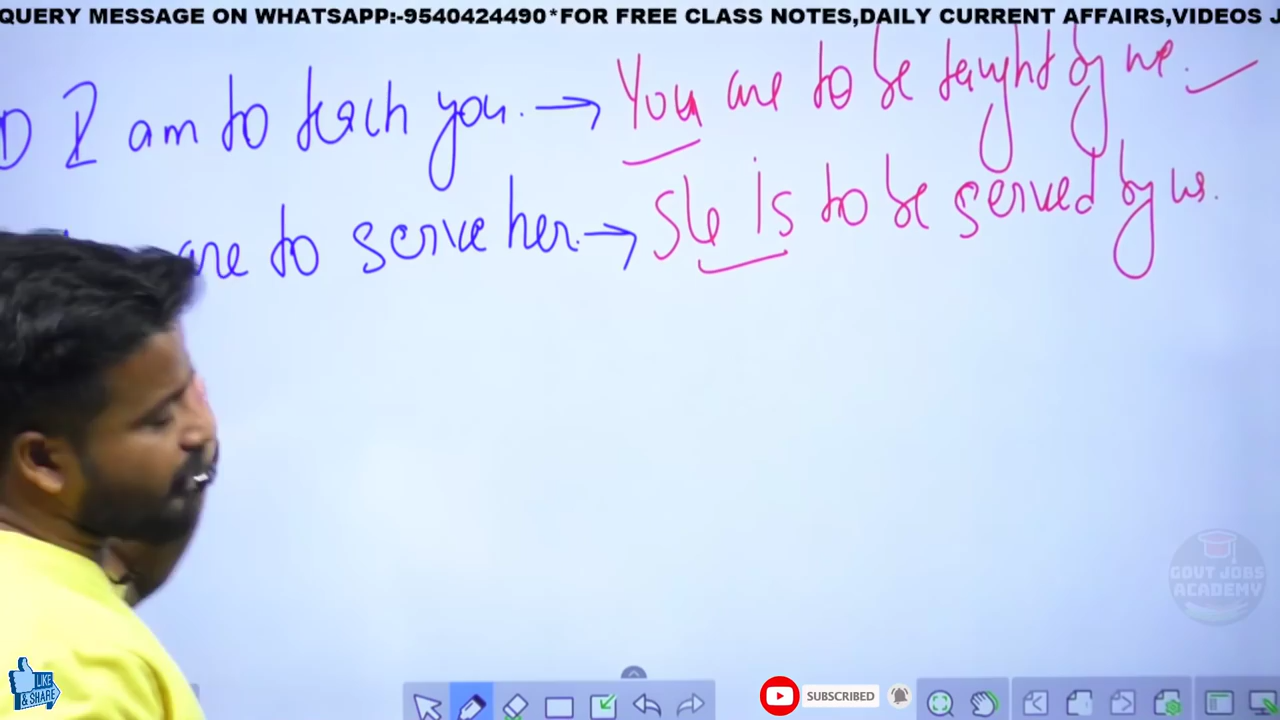 QUERY MESSAGE ON WHATSAPP:-9540424490*FOR FREE CLASS NOTES,DAILY CURRENT AFFAIRS,VIDEOS J
I am to teach you. → You are to be taught by me.
are to serve her. → She is to be served by us.
GOVT JOBS
ACADEMY
LIKE
& SHARE
SUBSCRIBED